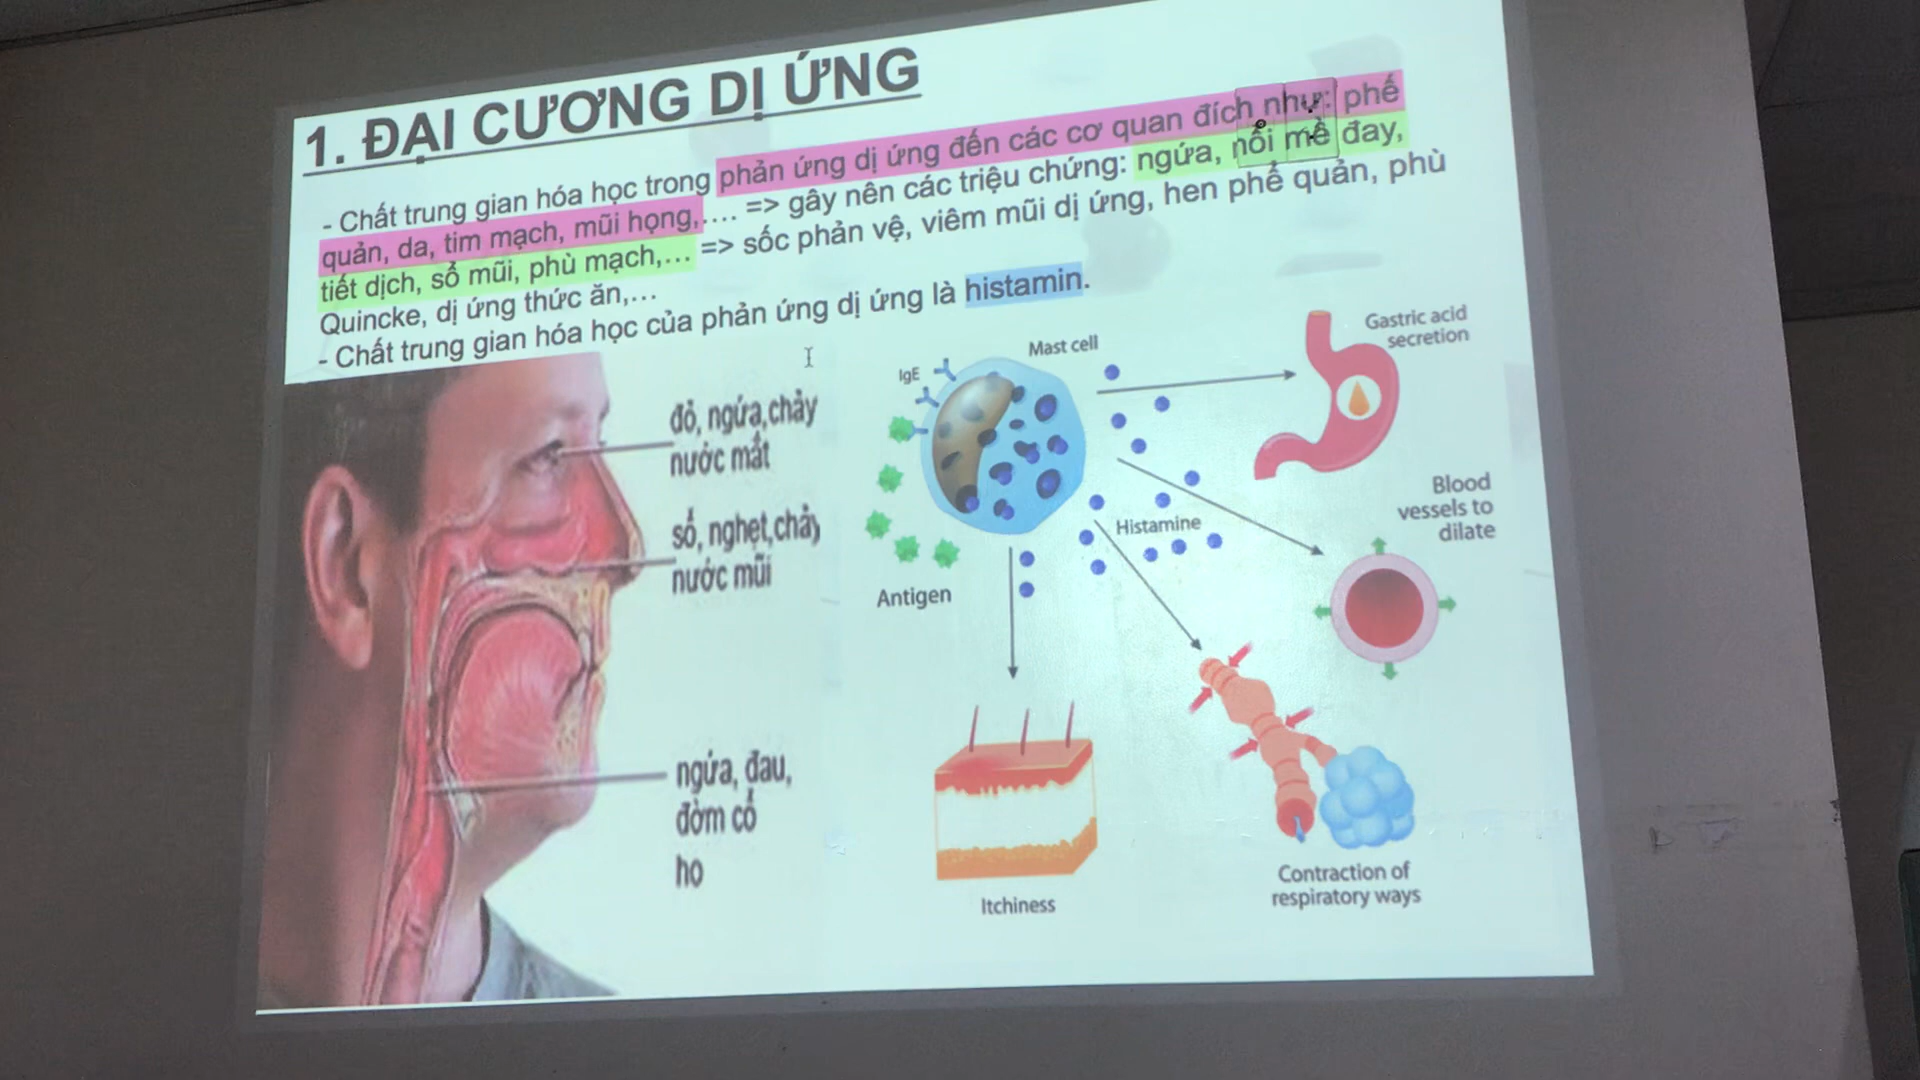 1. ĐẠI CƯƠNG DỊ ỨNG
- Chất trung gian hóa học trong phản ứng dị ứng đến các cơ quan đích như: phế
quản, da, tim mạch, mũi họng,.... => gây nên các triệu chứng: ngứa, nổi mề đay,
tiết dịch, sổ mũi, phù mạch,... => sốc phản vệ, viêm mũi dị ứng, hen phế quản, phù
Quincke, dị ứng thức ăn,...
- Chất trung gian hóa học của phản ứng dị ứng là histamin.
đỏ, ngứa,chảy
nước mắt
sổ, nghẹt,chảy
nước mũi
ngứa, đau,
đờm cổ
ho
IgE
Mast cell
Antigen
Histamine
Gastric acid
secretion
Blood
vessels to
dilate
Itchiness
Contraction of
respiratory ways